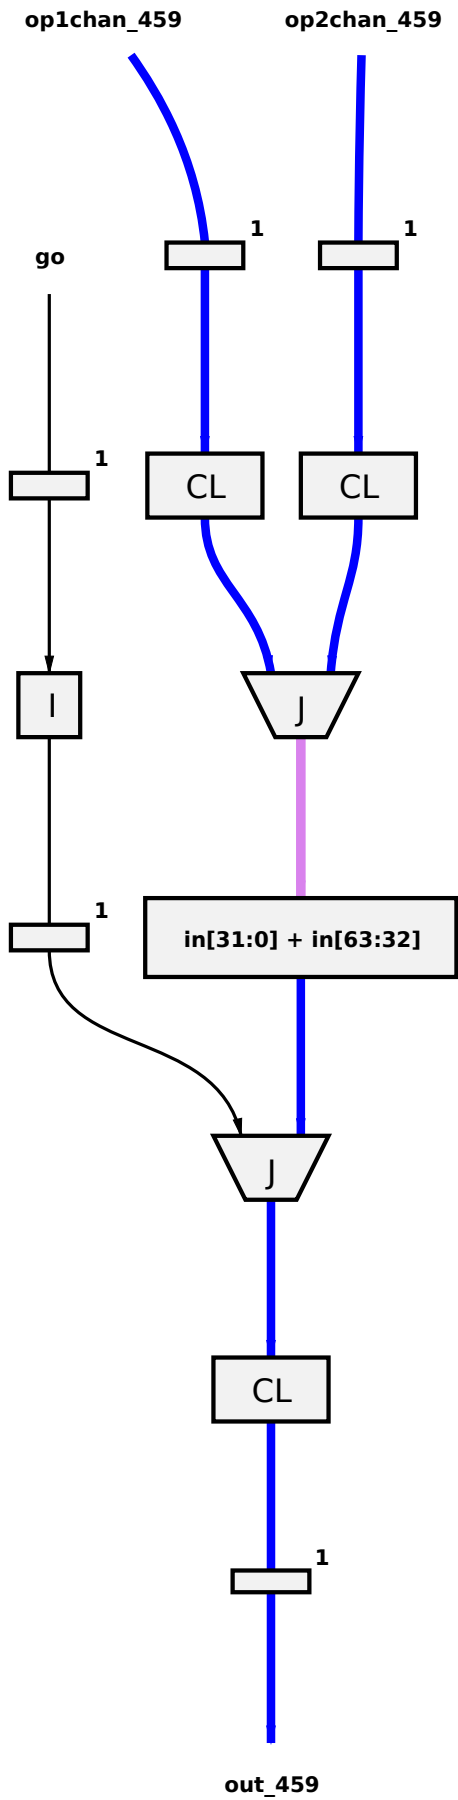 op1chan_459 op2chan_459
1 1
go
1
CL CL
I J
1
in[31:0] + in[63:32]
J
CL
1
out_459